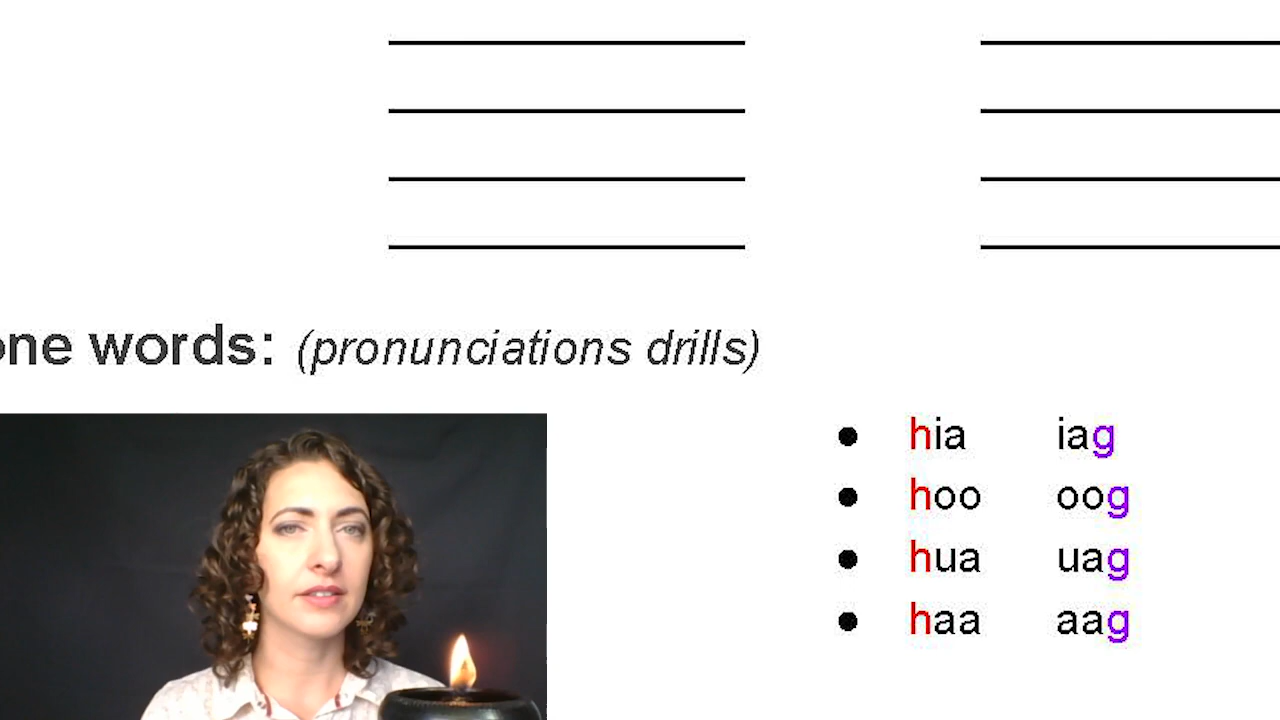 one words: (pronunciations drills)
• hia iag
• hoo oog
• hua uag
• haa aag